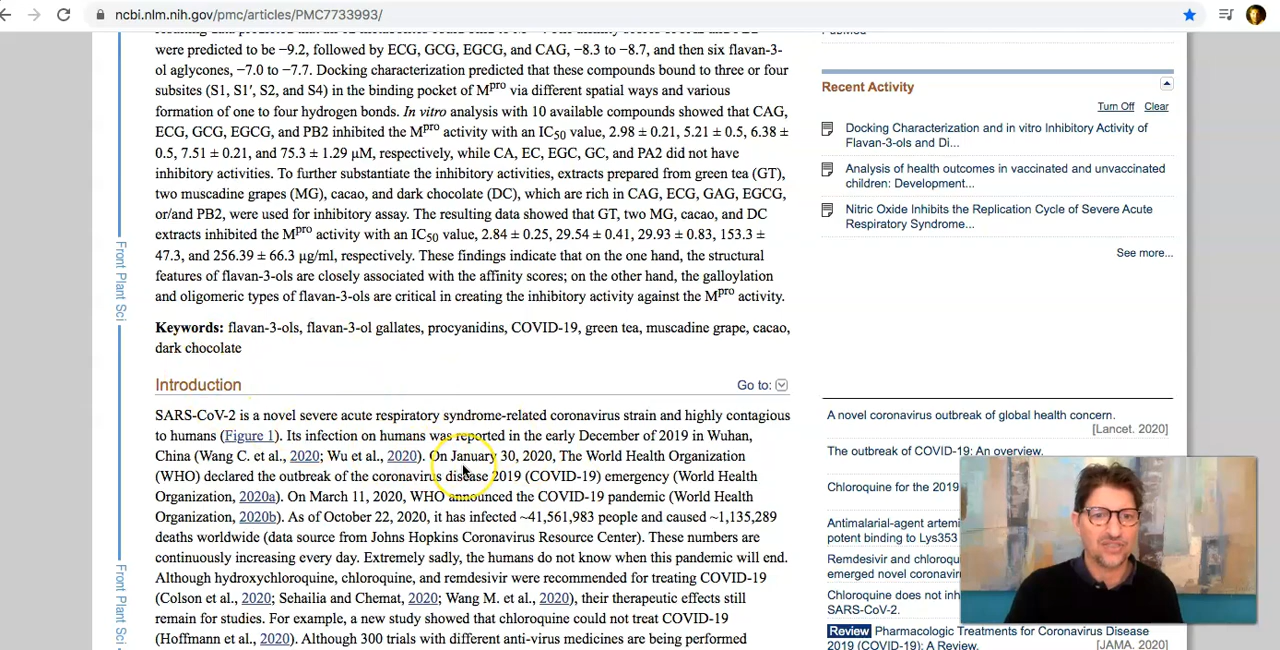 ncbi.nlm.nih.gov/pmc/articles/PMC7733993/
were predicted to be −9.2, followed by ECG, GCG, EGCG, and CAG, −8.3 to −8.7, and then six flavan-3-
ol aglycones, −7.0 to −7.7. Docking characterization predicted that these compounds bound to three or four
subsites (S1, S1′, S2, and S4) in the binding pocket of Mpro via different spatial ways and various
formation of one to four hydrogen bonds. In vitro analysis with 10 available compounds showed that CAG,
ECG, GCG, EGCG, and PB2 inhibited the Mpro activity with an IC50 value, 2.98 ± 0.21, 5.21 ± 0.5, 6.38 ±
0.5, 7.51 ± 0.21, and 75.3 ± 1.29 μM, respectively, while CA, EC, EGC, GC, and PA2 did not have
inhibitory activities. To further substantiate the inhibitory activities, extracts prepared from green tea (GT),
two muscadine grapes (MG), cacao, and dark chocolate (DC), which are rich in CAG, ECG, GAG, EGCG,
or/and PB2, were used for inhibitory assay. The resulting data showed that GT, two MG, cacao, and DC
extracts inhibited the Mpro activity with an IC50 value, 2.84 ± 0.25, 29.54 ± 0.41, 29.93 ± 0.83, 153.3 ±
47.3, and 256.39 ± 66.3 μg/ml, respectively. These findings indicate that on the one hand, the structural
features of flavan-3-ols are closely associated with the affinity scores; on the other hand, the galloylation
and oligomeric types of flavan-3-ols are critical in creating the inhibitory activity against the Mpro activity.
Keywords: flavan-3-ols, flavan-3-ol gallates, procyanidins, COVID-19, green tea, muscadine grape, cacao,
dark chocolate
Introduction
Go to:
SARS-CoV-2 is a novel severe acute respiratory syndrome-related coronavirus strain and highly contagious
to humans (Figure 1). Its infection on humans was reported in the early December of 2019 in Wuhan,
China (Wang C. et al., 2020; Wu et al., 2020). On January 30, 2020, The World Health Organization
(WHO) declared the outbreak of the coronavirus disease 2019 (COVID-19) emergency (World Health
Organization, 2020a). On March 11, 2020, WHO announced the COVID-19 pandemic (World Health
Organization, 2020b). As of October 22, 2020, it has infected ~41,561,983 people and caused ~1,135,289
deaths worldwide (data source from Johns Hopkins Coronavirus Resource Center). These numbers are
continuously increasing every day. Extremely sadly, the humans do not know when this pandemic will end.
Although hydroxychloroquine, chloroquine, and remdesivir were recommended for treating COVID-19
(Colson et al., 2020; Sehailia and Chemat, 2020; Wang M. et al., 2020), their therapeutic effects still
remain for studies. For example, a new study showed that chloroquine could not treat COVID-19
(Hoffmann et al., 2020). Although 300 trials with different anti-virus medicines are being performed
Front Plant Sci
Front Plant Sci
Recent Activity
Turn Off Clear
Docking Characterization and in vitro Inhibitory Activity of
Flavan-3-ols and Di...
Analysis of health outcomes in vaccinated and unvaccinated
children: Development...
Nitric Oxide Inhibits the Replication Cycle of Severe Acute
Respiratory Syndrome...
See more...
A novel coronavirus outbreak of global health concern.
[Lancet. 2020]
The outbreak of COVID-19: An overview.
Chloroquine for the 2019
Antimalarial-agent artemi
potent binding to Lys353
Remdesivir and chloroqu
emerged novel coronavir
Chloroquine does not inh
SARS-CoV-2.
Review Pharmacologic Treatments for Coronavirus Disease
2019 (COVID-19): A Review.
[JAMA. 2020]